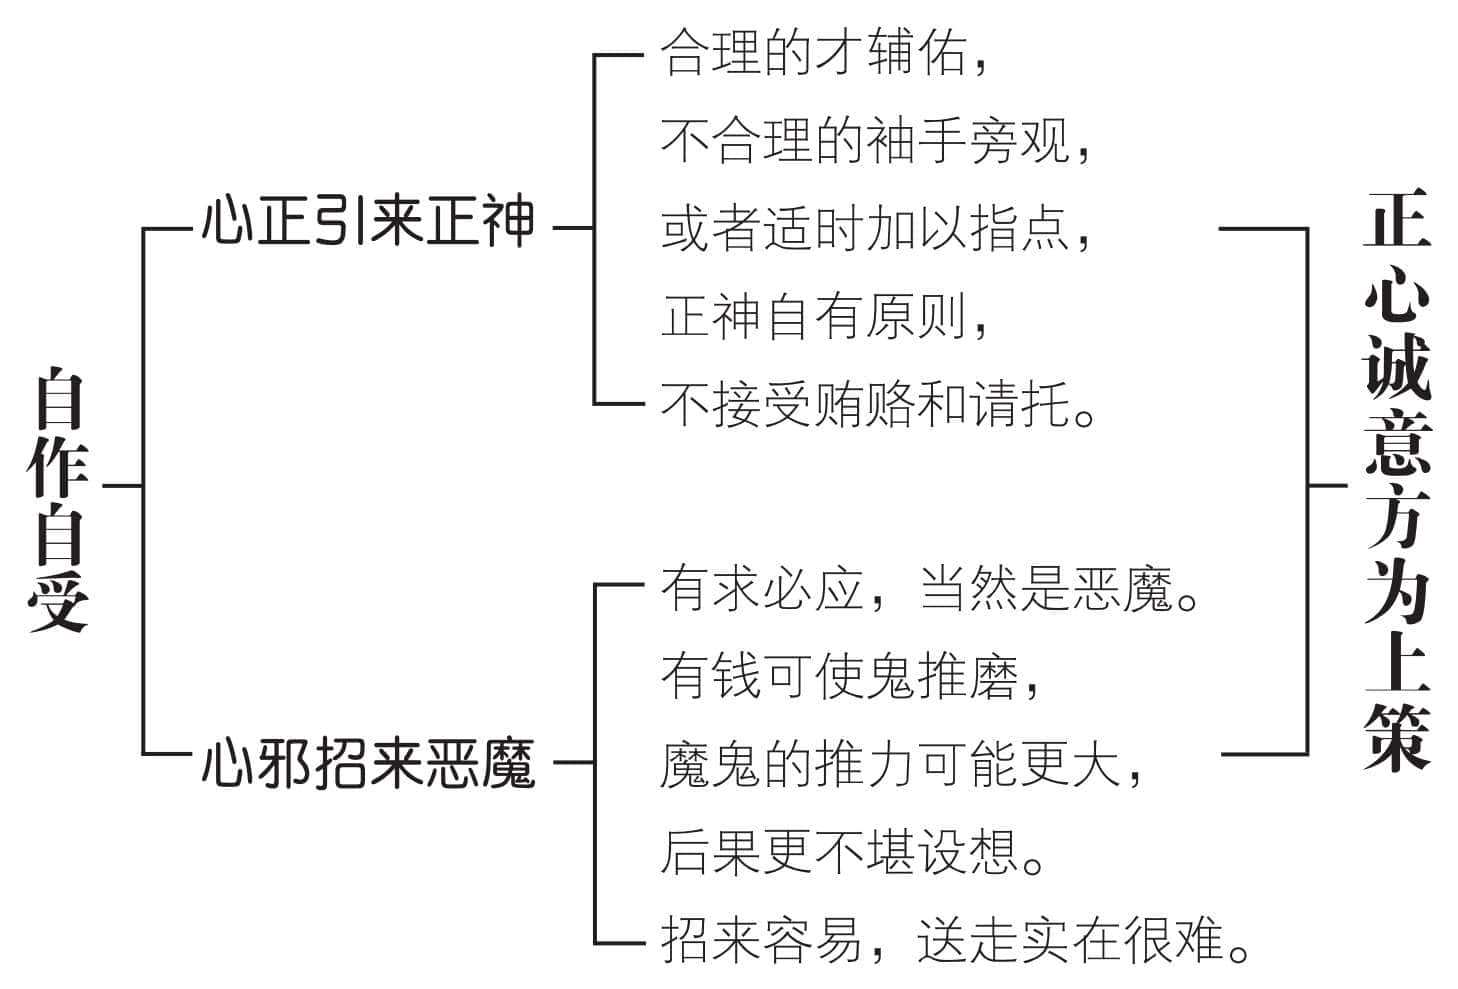 自作自受
心正引来正神
合理的才辅佑，
不合理的袖手旁观，
或者适时加以指点，
正神自有原则，
不接受贿赂和请托。
心邪招来恶魔
有求必应，当然是恶魔。
有钱可使鬼推磨，
魔鬼的推力可能更大，
后果更不堪设想。
招来容易，送走实在很难。
正心诚意方为上策